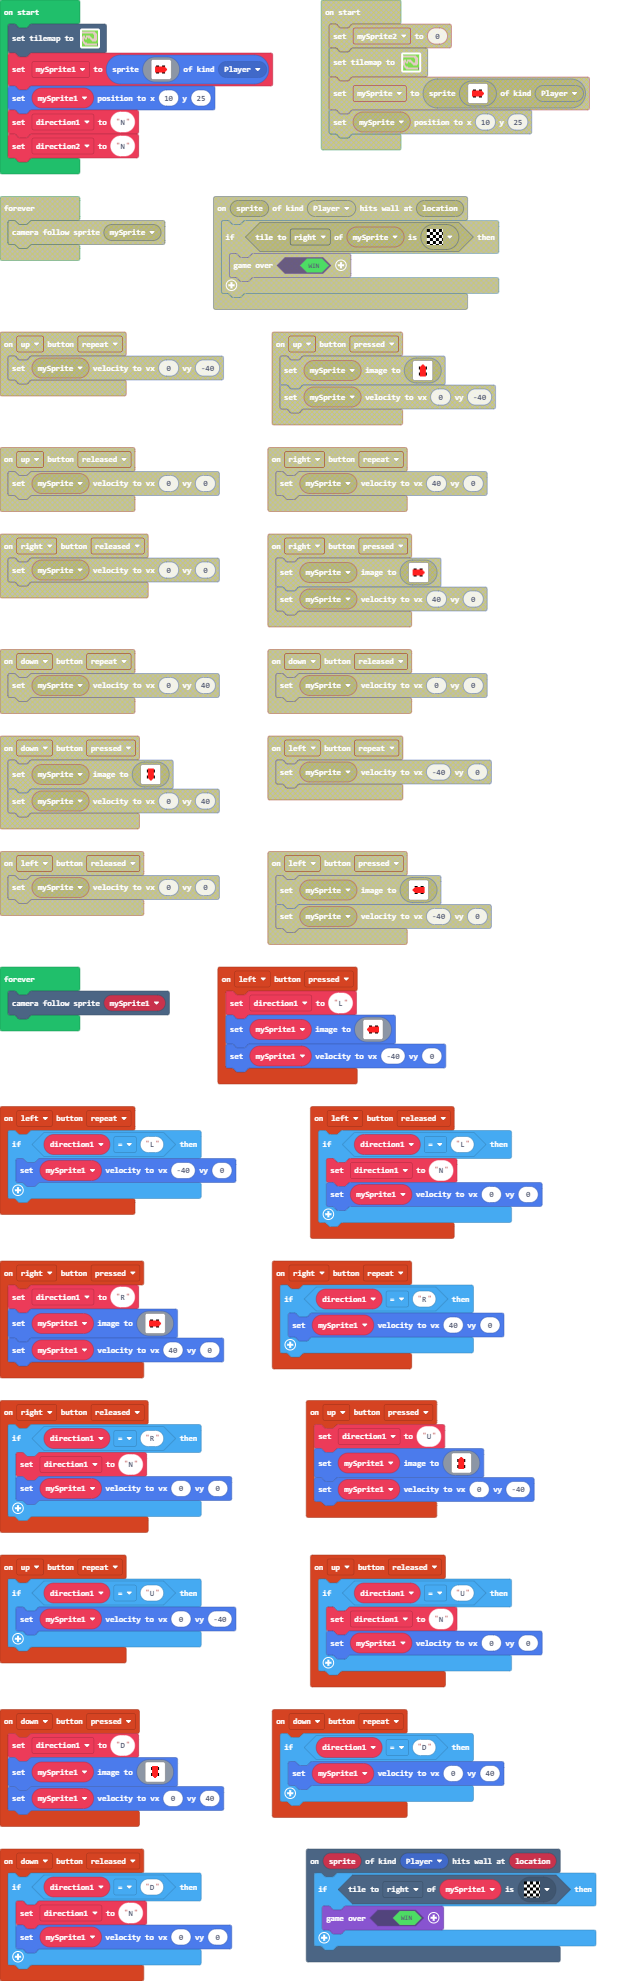 on start
set tilemap to
set mySprite1 to sprite of kind Player
set mySprite1 position to x 10 y 25
set direction1 to "N"
set direction2 to "N"
on start
set mySprite2 to 0
set tilemap to
set mySprite to sprite of kind Player
set mySprite position to x 10 y 25
forever
camera follow sprite mySprite
on sprite of kind Player hits wall at location
if tile to right of mySprite is then
game over WIN
on up button repeat
set mySprite velocity to vx 0 vy -40
on up button pressed
set mySprite image to
set mySprite velocity to vx 0 vy -40
on up button released
set mySprite velocity to vx 0 vy 0
on right button repeat
set mySprite velocity to vx 40 vy 0
on right button released
set mySprite velocity to vx 0 vy 0
on right button pressed
set mySprite image to
set mySprite velocity to vx 40 vy 0
on down button repeat
set mySprite velocity to vx 0 vy 40
on down button released
set mySprite velocity to vx 0 vy 0
on down button pressed
set mySprite image to
set mySprite velocity to vx 0 vy 40
on left button repeat
set mySprite velocity to vx -40 vy 0
on left button released
set mySprite velocity to vx 0 vy 0
on left button pressed
set mySprite image to
set mySprite velocity to vx -40 vy 0
forever
camera follow sprite mySprite1
on left button pressed
set direction1 to "L"
set mySprite1 image to
set mySprite1 velocity to vx -40 vy 0
on left button repeat
if direction1 = "L" then
set mySprite1 velocity to vx -40 vy 0
on left button released
if direction1 = "L" then
set direction1 to "N"
set mySprite1 velocity to vx 0 vy 0
on right button pressed
set direction1 to "R"
set mySprite1 image to
set mySprite1 velocity to vx 40 vy 0
on right button repeat
if direction1 = "R" then
set mySprite1 velocity to vx 40 vy 0
on right button released
if direction1 = "R" then
set direction1 to "N"
set mySprite1 velocity to vx 0 vy 0
on up button pressed
set direction1 to "U"
set mySprite1 image to
set mySprite1 velocity to vx 0 vy -40
on up button repeat
if direction1 = "U" then
set mySprite1 velocity to vx 0 vy -40
on up button released
if direction1 = "U" then
set direction1 to "N"
set mySprite1 velocity to vx 0 vy 0
on down button pressed
set direction1 to "D"
set mySprite1 image to
set mySprite1 velocity to vx 0 vy 40
on down button repeat
if direction1 = "D" then
set mySprite1 velocity to vx 0 vy 40
on down button released
if direction1 = "D" then
set direction1 to "N"
set mySprite1 velocity to vx 0 vy 0
on sprite of kind Player hits wall at location
if tile to right of mySprite1 is then
game over WIN